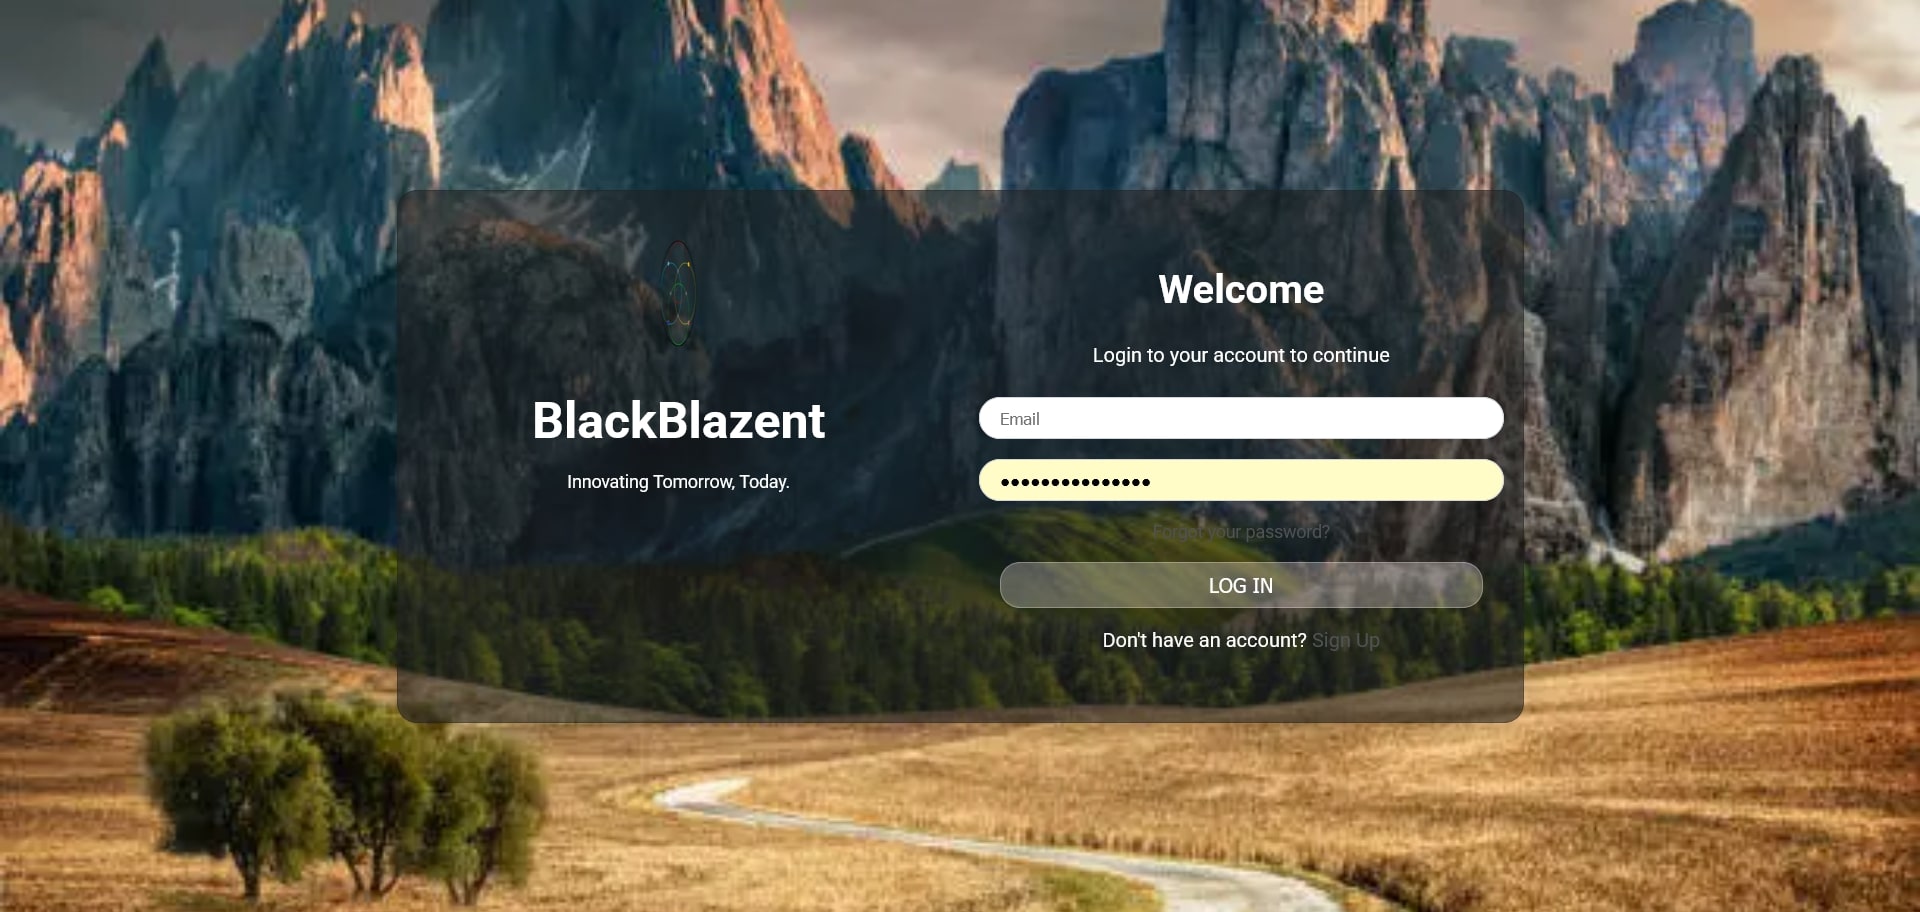 BlackBlazent
Innovating Tomorrow, Today.
Welcome
Login to your account to continue
Email
•••••••••••••••
Forgot your password?
LOG IN
Don't have an account? Sign Up